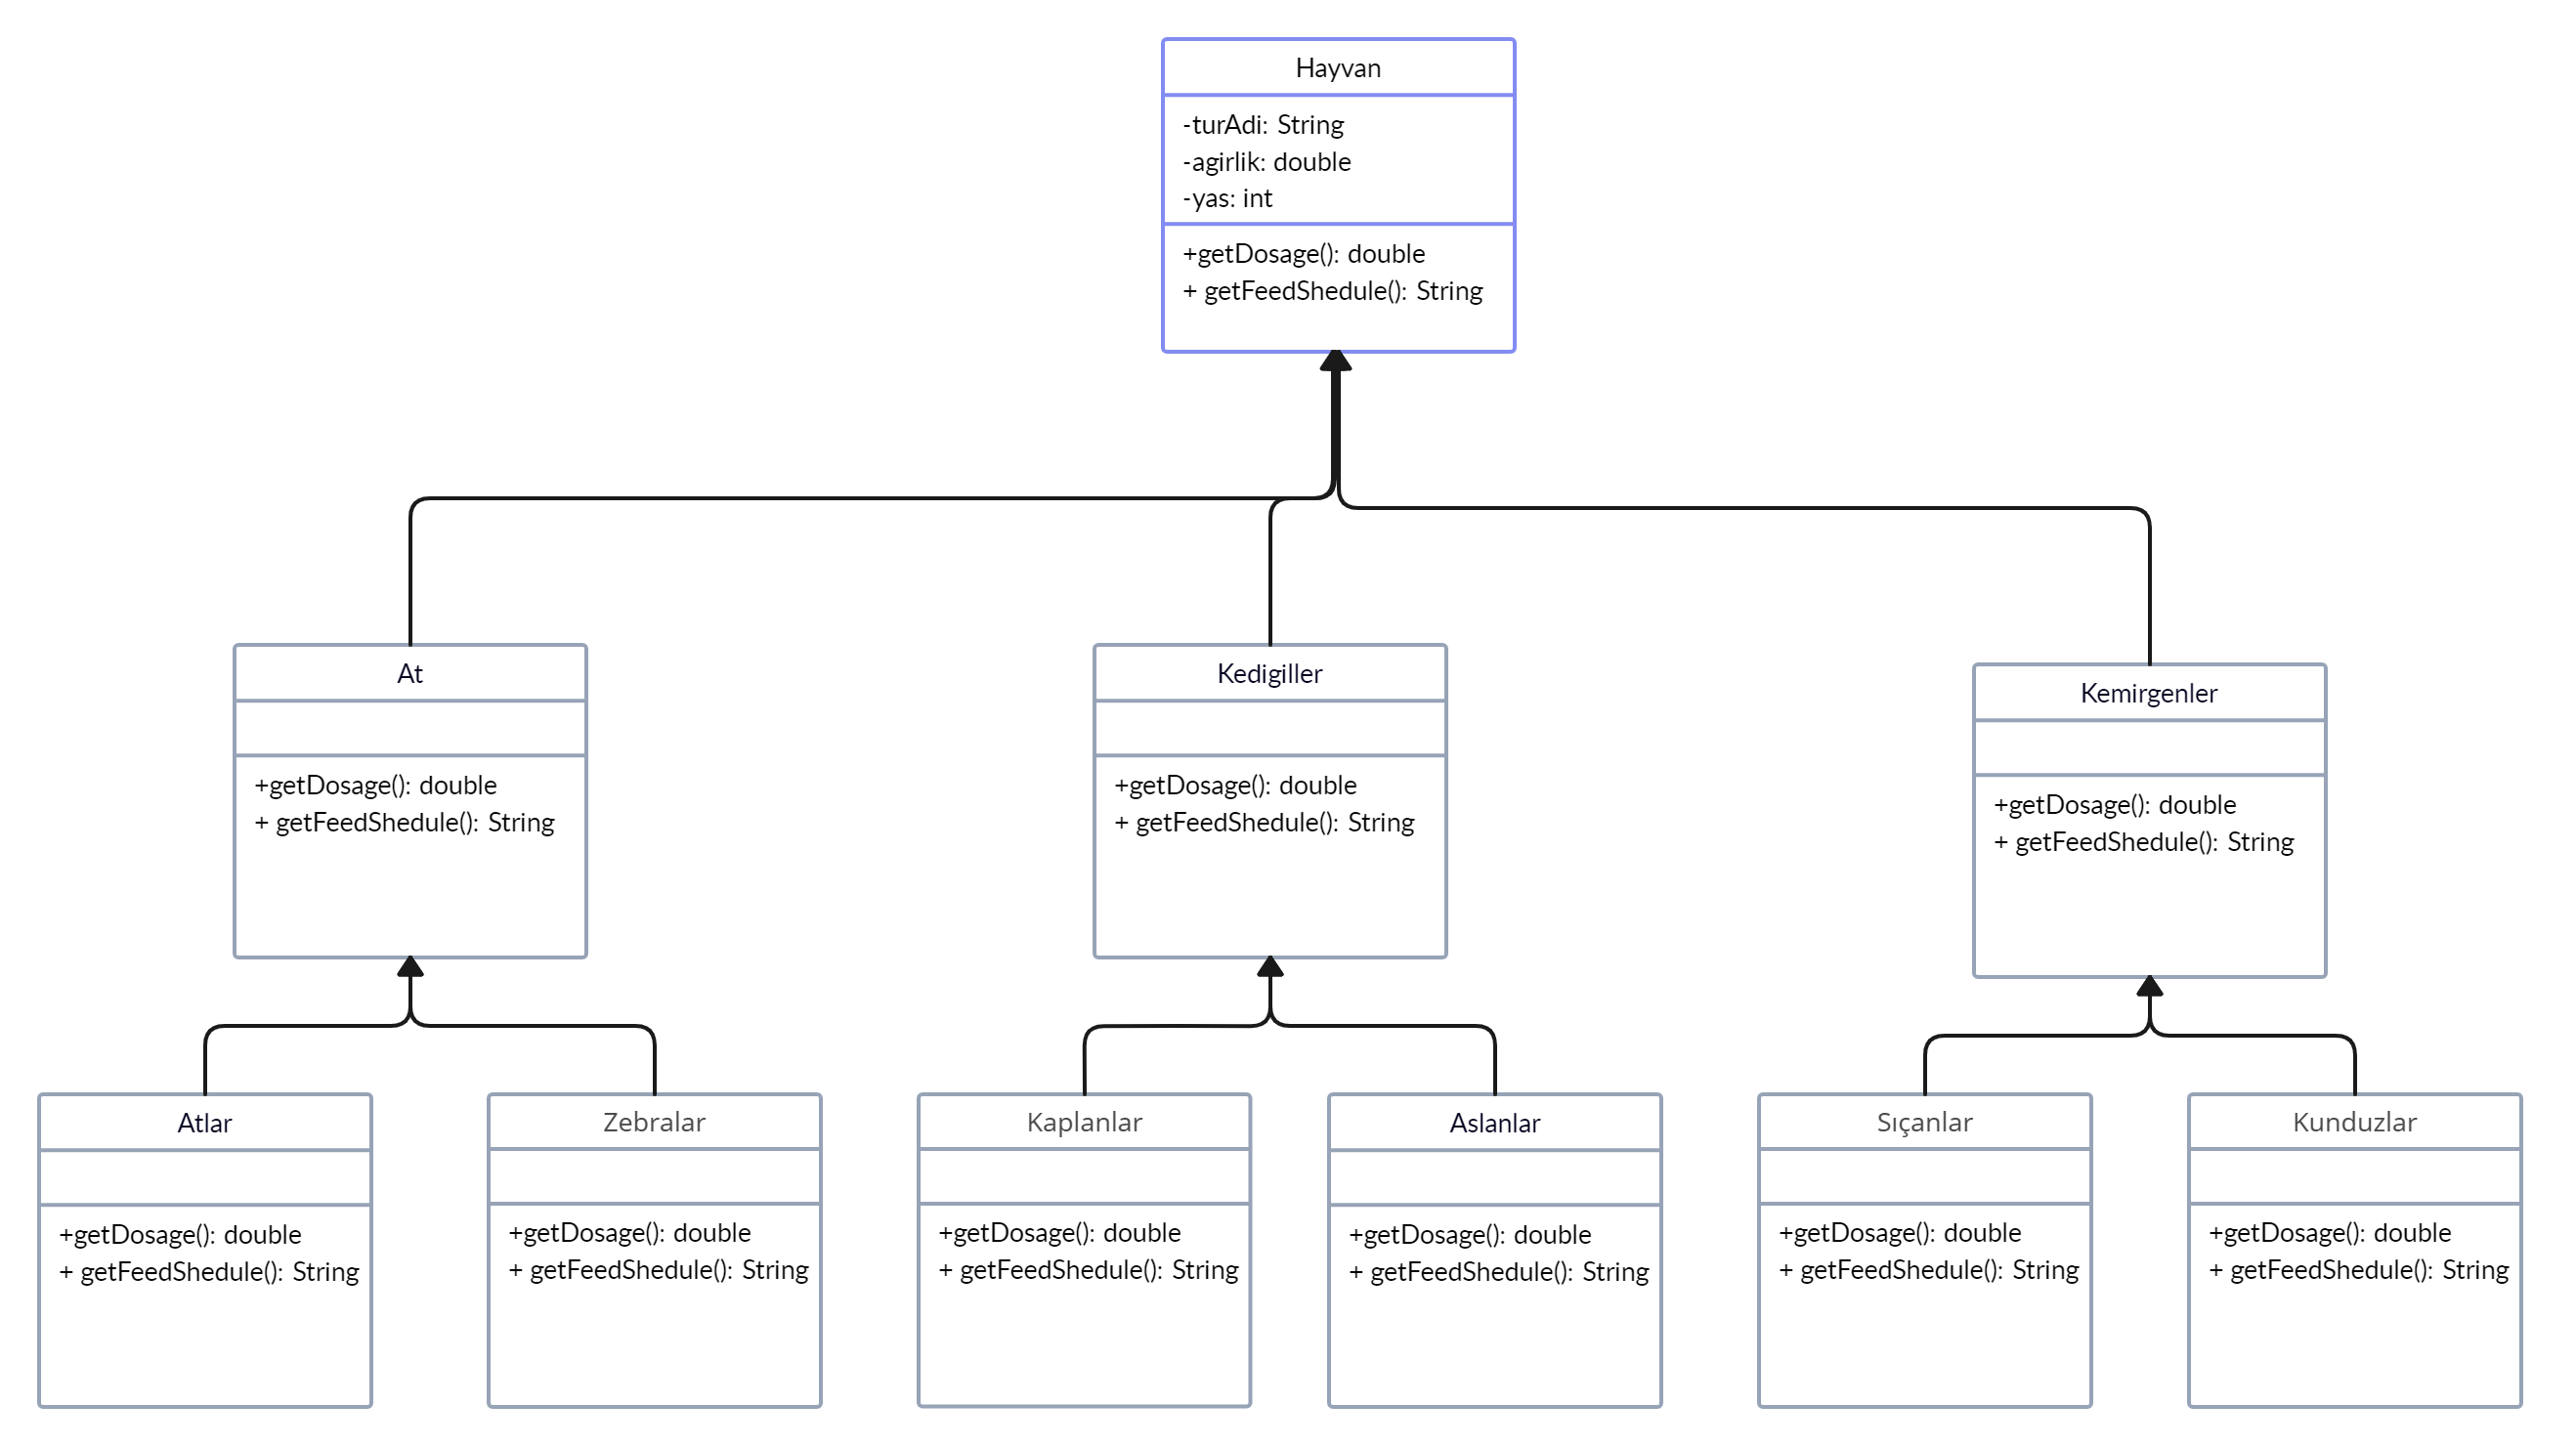 Hayvan
-turAdi: String
-agirlik: double
-yas: int
+getDosage(): double
+ getFeedShedule(): String
At
+getDosage(): double
+ getFeedShedule(): String
Kedigiller
+getDosage(): double
+ getFeedShedule(): String
Kemirgenler
+getDosage(): double
+ getFeedShedule(): String
Atlar
+getDosage(): double
+ getFeedShedule(): String
Zebralar
+getDosage(): double
+ getFeedShedule(): String
Kaplanlar
+getDosage(): double
+ getFeedShedule(): String
Aslanlar
+getDosage(): double
+ getFeedShedule(): String
Sıçanlar
+getDosage(): double
+ getFeedShedule(): String
Kunduzlar
+getDosage(): double
+ getFeedShedule(): String